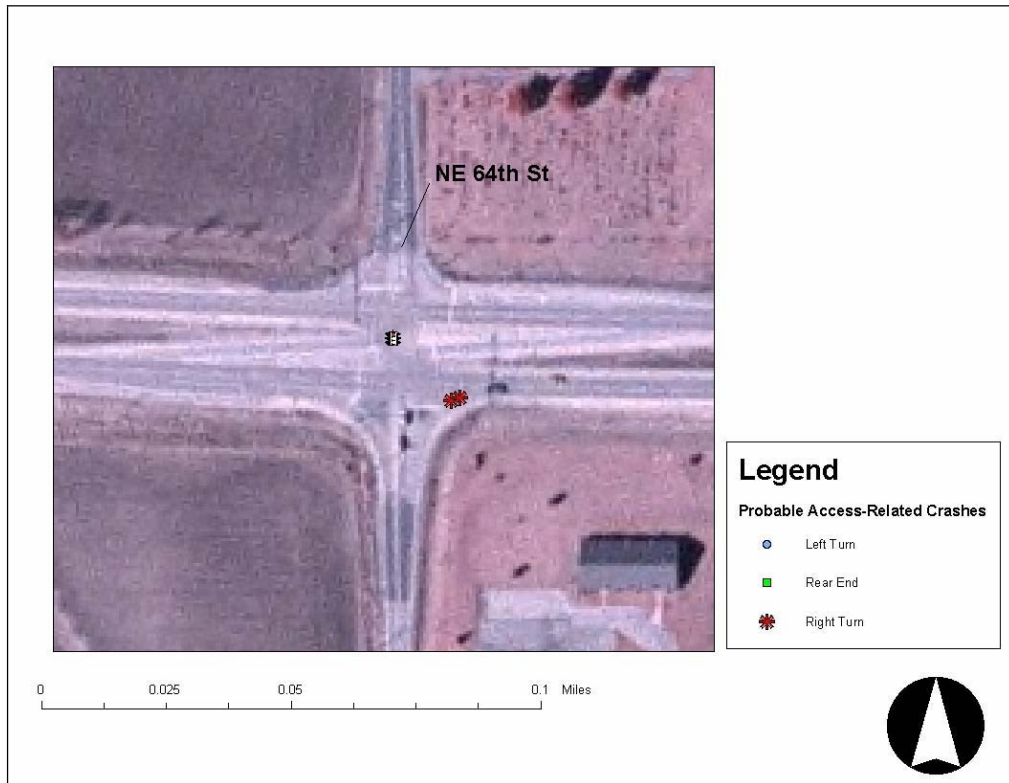 NE 64th St
Legend
Probable Access-Related Crashes
Left Turn
Rear End
Right Turn
0 0.025 0.05 0.1 Miles